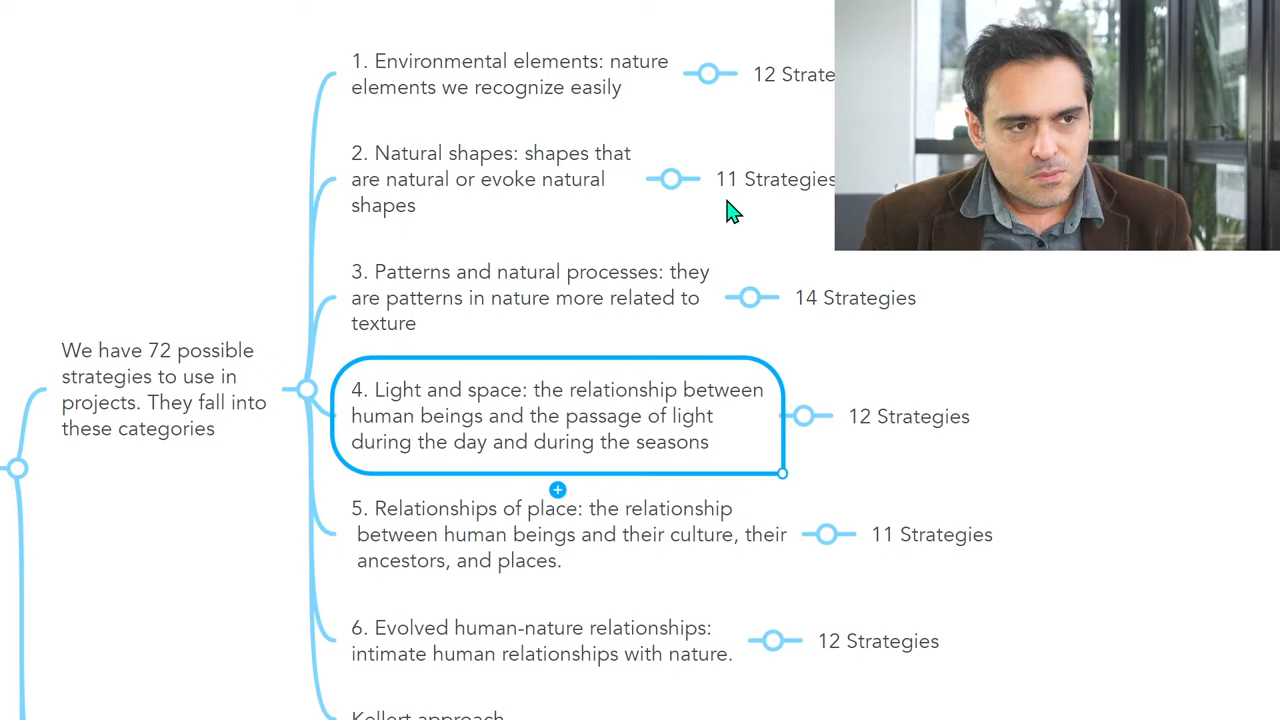 1. Environmental elements: nature
elements we recognize easily
12 Strate
2. Natural shapes: shapes that
are natural or evoke natural
shapes
11 Strategies
3. Patterns and natural processes: they
are patterns in nature more related to
texture
14 Strategies
We have 72 possible
strategies to use in
projects. They fall into
these categories
4. Light and space: the relationship between
human beings and the passage of light
during the day and during the seasons
12 Strategies
5. Relationships of place: the relationship
between human beings and their culture, their
ancestors, and places.
11 Strategies
6. Evolved human-nature relationships:
intimate human relationships with nature.
12 Strategies
Kellert approach